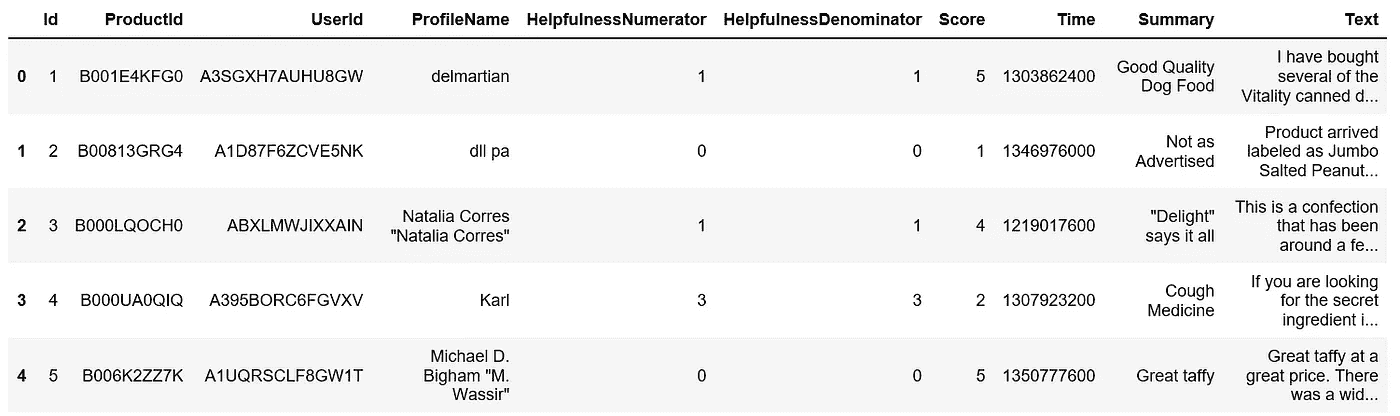 Id ProductId UserId ProfileName HelpfulnessNumerator HelpfulnessDenominator Score Time Summary Text
0 1 B001E4KFG0 A3SGXH7AUHU8GW delmartian 1 1 5 1303862400 Good Quality
Dog Food
I have bought
several of the
Vitality canned d...
1 2 B00813GRG4 A1D87F6ZCVE5NK dll pa 0 0 1 1346976000 Not as
Advertised
Product arrived
labeled as Jumbo
Salted Peanut...
2 3 B000LQOCH0 ABXLMWJIXXAIN Natalia Corres
"Natalia Corres"
1 1 4 1219017600 "Delight"
says it all
This is a confection
that has been
around a fe...
3 4 B000UA0QIQ A395BORC6FGVXV Karl 3 3 2 1307923200 Cough
Medicine
If you are looking
for the secret
ingredient i...
4 5 B006K2ZZ7K A1UQRSCLF8GW1T Michael D.
Bigham "M.
Wassir"
0 0 5 1350777600 Great taffy
Great taffy at a
great price. There
was a wid...